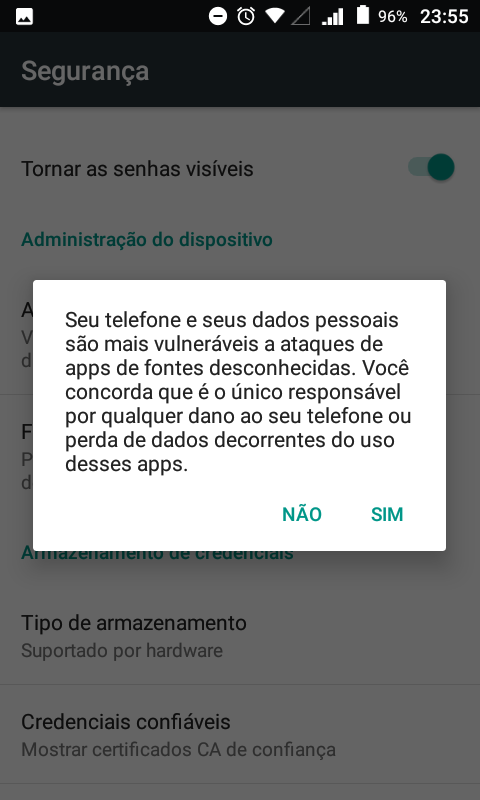 96% 23:55
Segurança
Tornar as senhas visíveis
Administração do dispositivo
A
V
d
F
P
d
Seu telefone e seus dados pessoais
são mais vulneráveis a ataques de
apps de fontes desconhecidas. Você
concorda que é o único responsável
por qualquer dano ao seu telefone ou
perda de dados decorrentes do uso
desses apps.
NÃO SIM
Armazenamento de credenciais
Tipo de armazenamento
Suportado por hardware
Credenciais confiáveis
Mostrar certificados CA de confiança